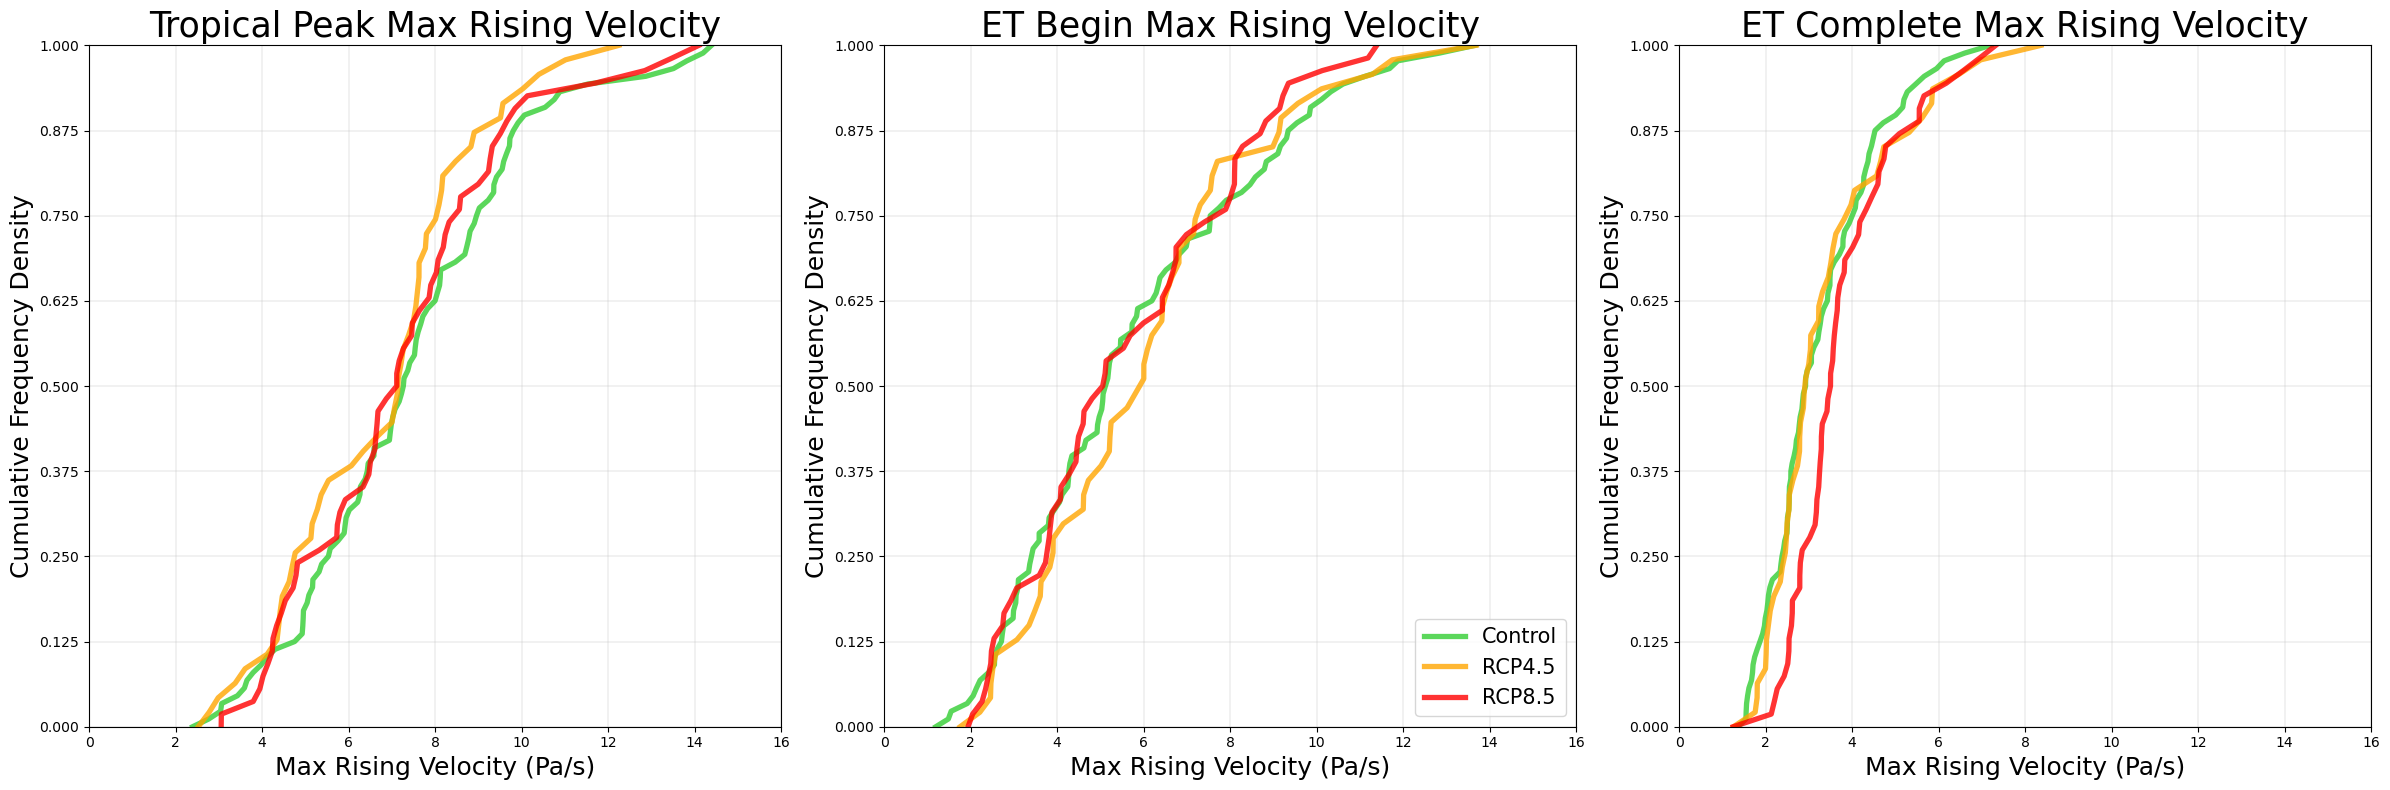 Tropical Peak Max Rising Velocity
Cumulative Frequency Density
1.000
0.875
0.750
0.625
0.500
0.375
0.250
0.125
0.000
0 2 4 6 8 10 12 14 16
Max Rising Velocity (Pa/s)
ET Begin Max Rising Velocity
Cumulative Frequency Density
1.000
0.875
0.750
0.625
0.500
0.375
0.250
0.125
0.000
Control
RCP4.5
RCP8.5
0 2 4 6 8 10 12 14 16
Max Rising Velocity (Pa/s)
ET Complete Max Rising Velocity
Cumulative Frequency Density
1.000
0.875
0.750
0.625
0.500
0.375
0.250
0.125
0.000
0 2 4 6 8 10 12 14 16
Max Rising Velocity (Pa/s)